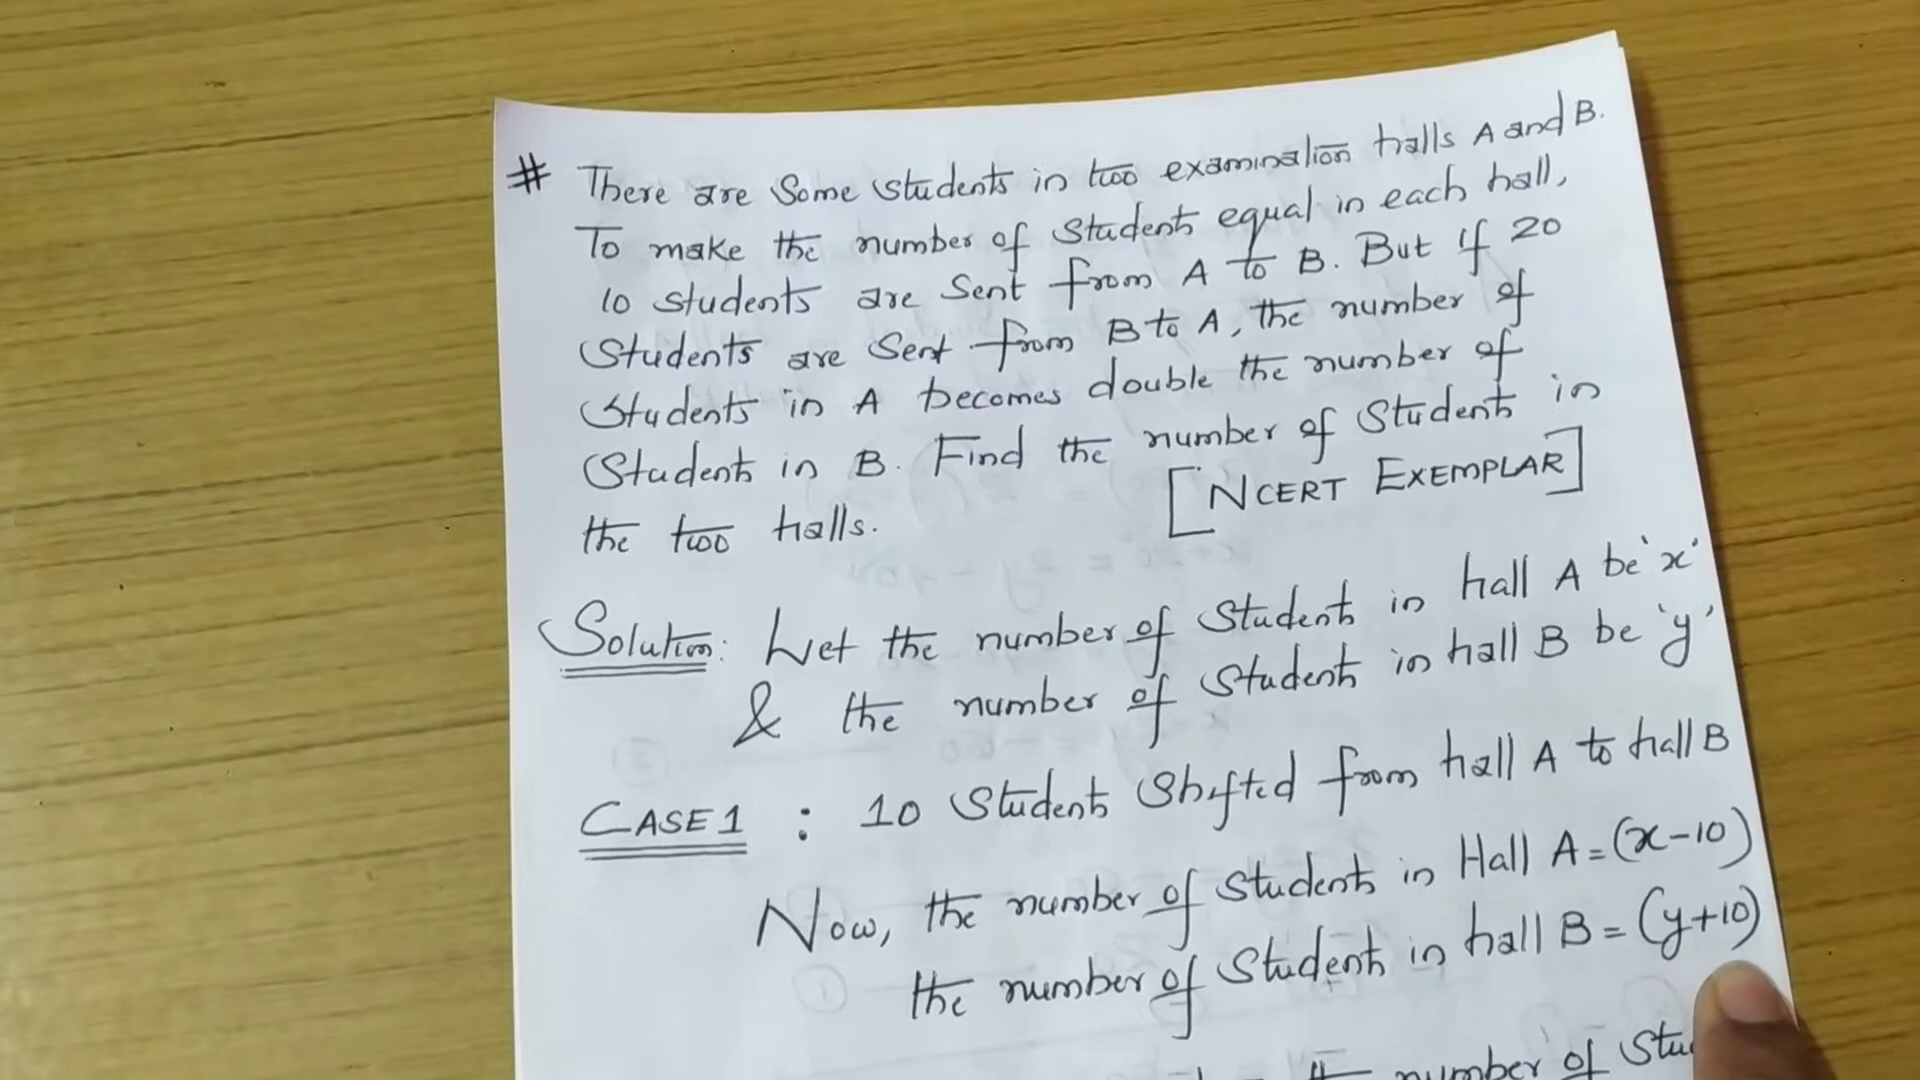 # There are Some students in two examination halls A and B.
To make the number of Students equal in each hall,
10 students are Sent from A to B. But if 20
Students are Sent from B to A, the number of
Students in A becomes double the number of
Students in B. Find the number of Students in
the two halls. [NCERT EXEMPLAR]
Solution: Let the number of Students in hall A be 'x'
& the number of Students in hall B be 'y'
CASE 1 : 10 Students Shifted from hall A to hall B
Now, the number of Students in Hall A = (x-10)
the number of Students in hall B = (y+10)
number of Stu